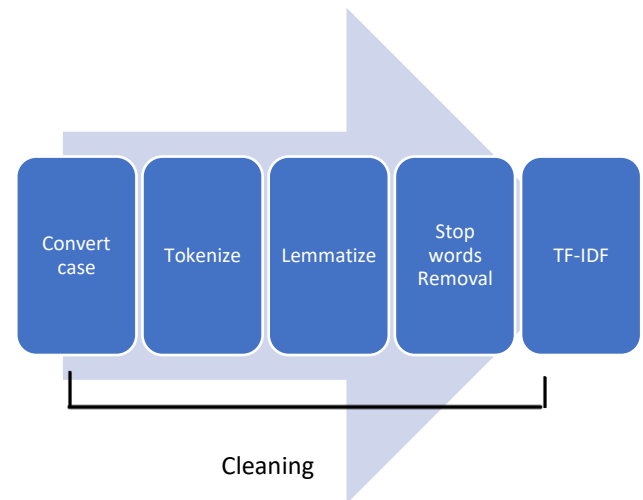 Convert
case
Tokenize
Lemmatize
Stop
words
Removal
TF-IDF
Cleaning